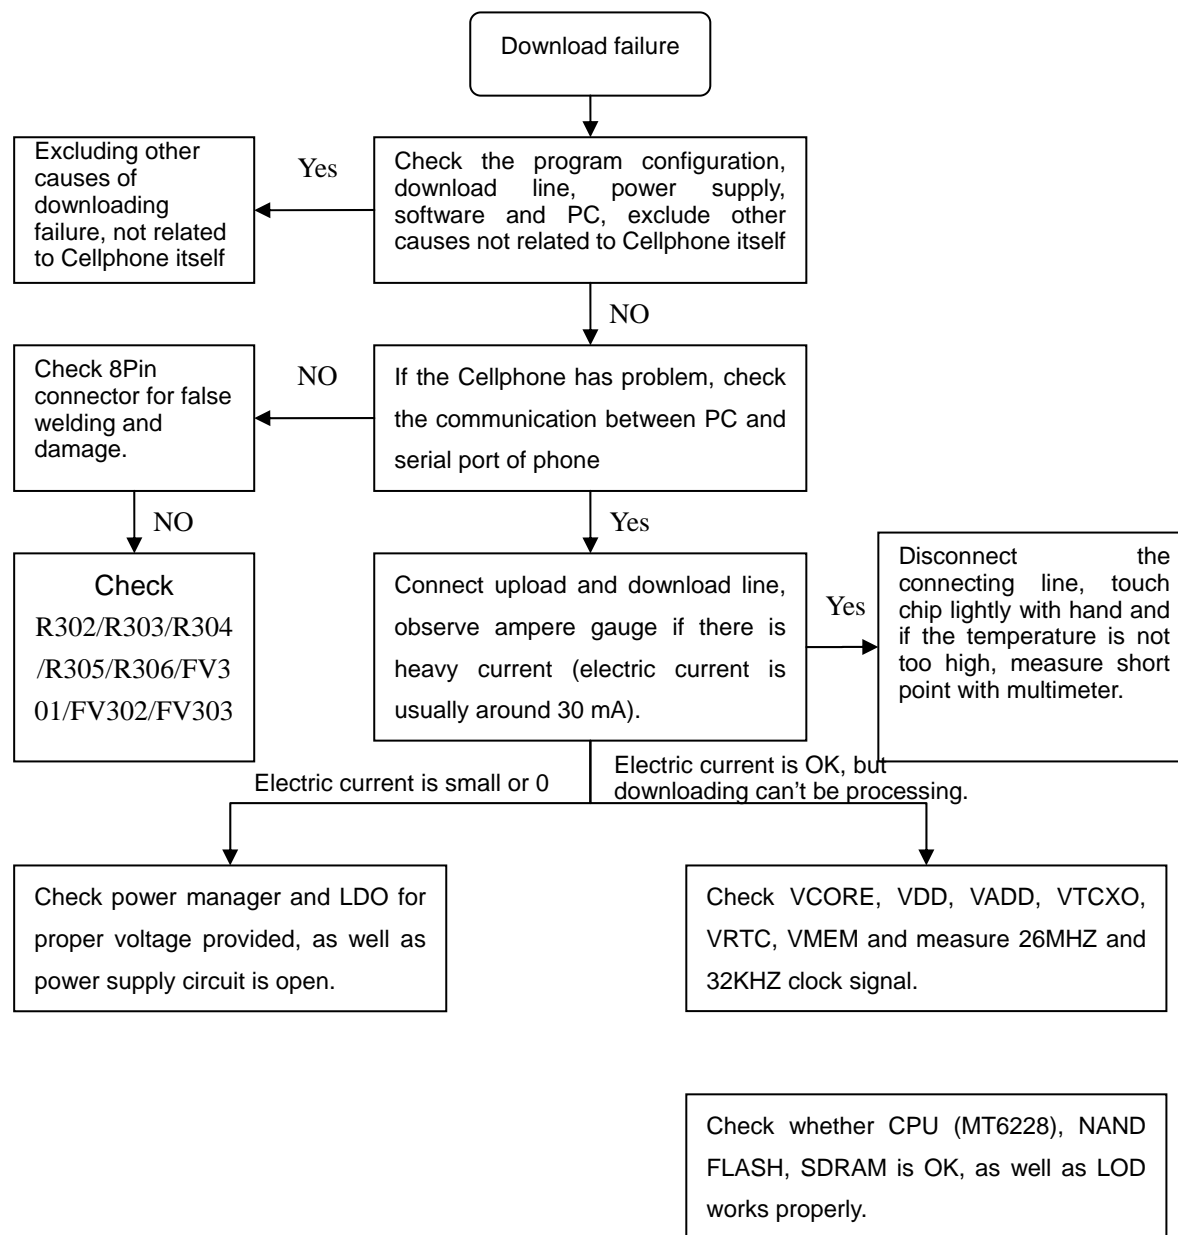 Download failure
Excluding other
causes of
downloading
failure, not related
to Cellphone itself
Yes
Check the program configuration,
download line, power supply,
software and PC, exclude other
causes not related to Cellphone itself
NO
Check 8Pin
connector for false
welding and
damage.
NO
If the Cellphone has problem, check
the communication between PC and
serial port of phone
NO
Yes
Check
R302/R303/R304
/R305/R306/FV3
01/FV302/FV303
Connect upload and download line,
observe ampere gauge if there is
heavy current (electric current is
usually around 30 mA).
Yes
Disconnect the
connecting line, touch
chip lightly with hand and
if the temperature is not
too high, measure short
point with multimeter.
Electric current is small or 0
Electric current is OK, but
downloading can't be processing.
Check power manager and LDO for
proper voltage provided, as well as
power supply circuit is open.
Check VCORE, VDD, VADD, VTCXO,
VRTC, VMEM and measure 26MHZ and
32KHZ clock signal.
Check whether CPU (MT6228), NAND
FLASH, SDRAM is OK, as well as LOD
works properly.